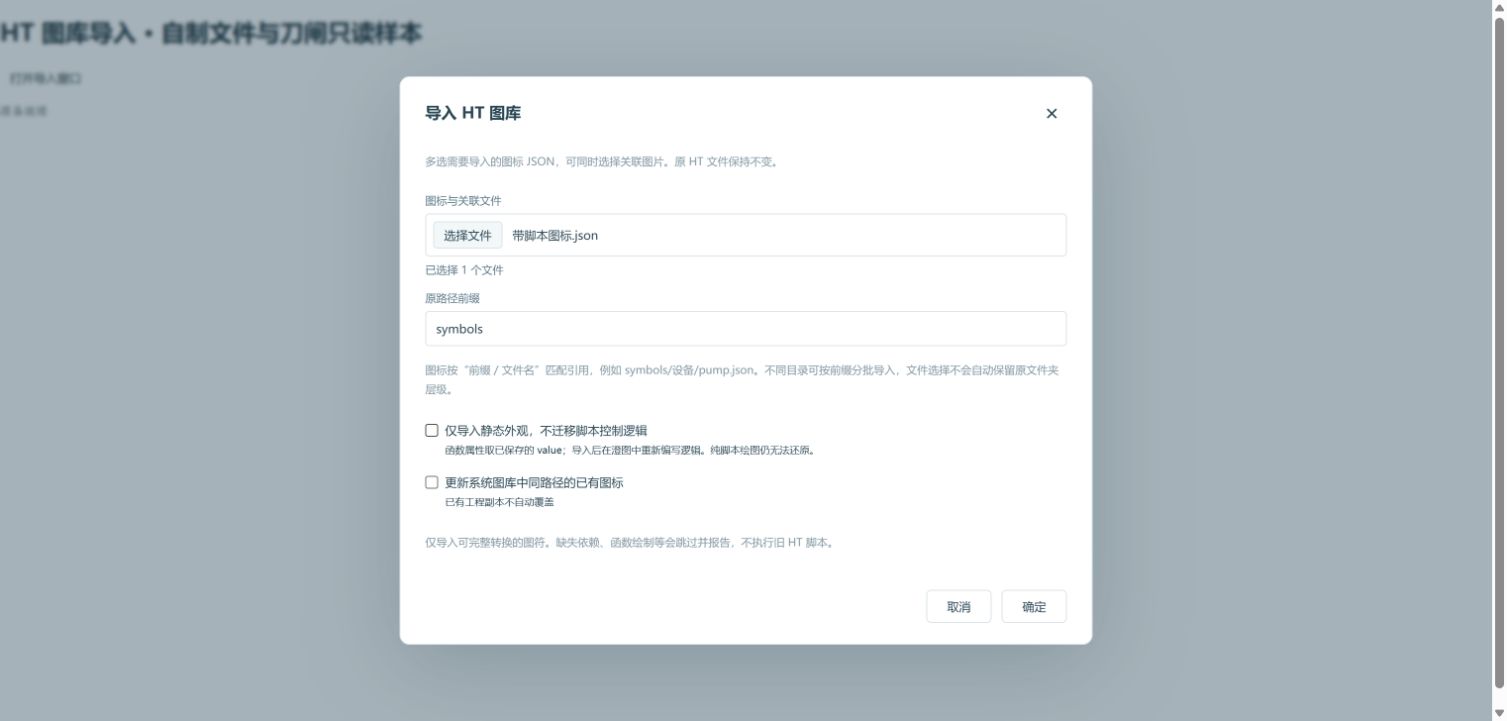 HT 图库导入 • 自制文件与刀闸只读样本
打开导入窗口
导入 HT 图库
×
多选需要导入的图标 JSON，可同时选择关联图片。原 HT 文件保持不变。
图标与关联文件
选择文件 带脚本图标.json
已选择 1 个文件
原路径前缀
symbols
图标按“前缀 / 文件名”匹配引用，例如 symbols/设备/pump.json。不同目录可按前缀分批导入，文件选择不会自动保留原文件夹
层级。
仅导入静态外观，不迁移脚本控制逻辑
函数属性取已保存的 value；导入后在澄图中重新编写逻辑。纯脚本绘图仍无法还原。
更新系统图库中同路径的已有图标
已有工程副本不自动覆盖
仅导入可完整转换的图符。缺失依赖、函数绘制等会跳过并报告，不执行旧 HT 脚本。
取消 确定